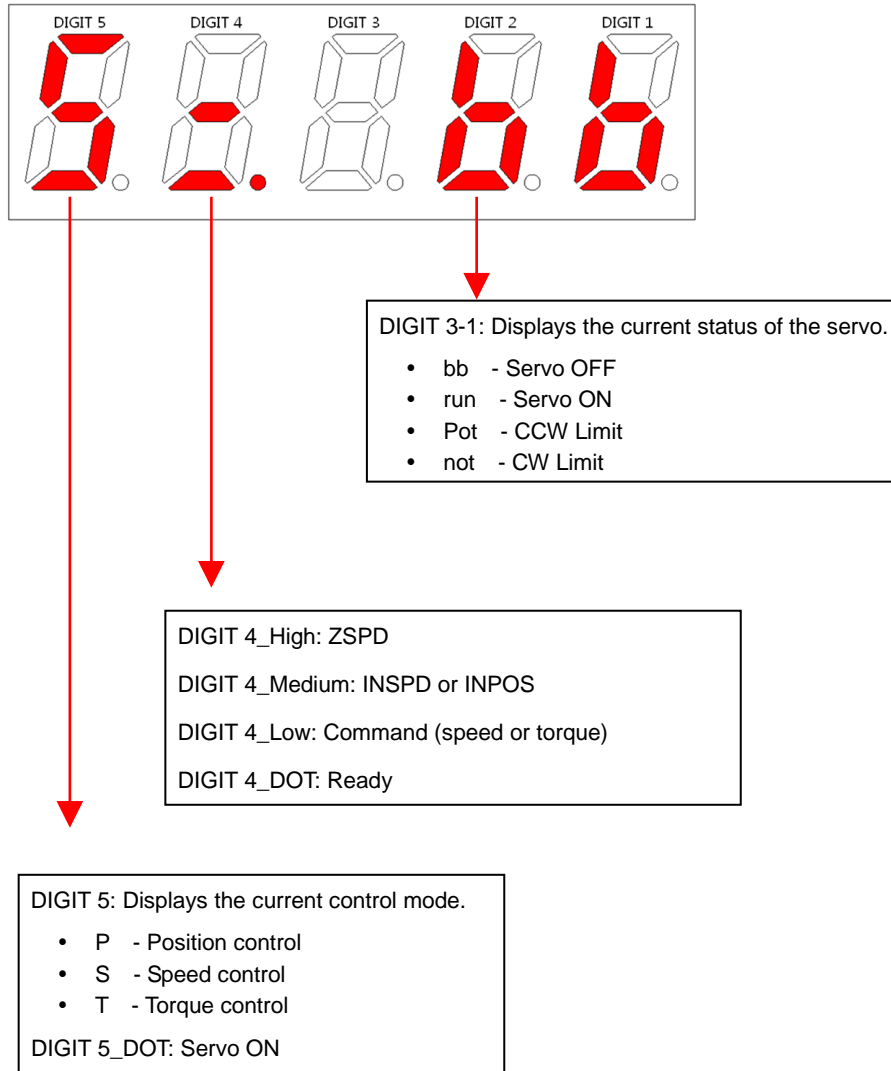 DIGIT 5 DIGIT 4 DIGIT 3 DIGIT 2 DIGIT 1
S =. bb
DIGIT 3-1: Displays the current status of the servo.
• bb - Servo OFF
• run - Servo ON
• Pot - CCW Limit
• not - CW Limit
DIGIT 4_High: ZSPD
DIGIT 4_Medium: INSPD or INPOS
DIGIT 4_Low: Command (speed or torque)
DIGIT 4_DOT: Ready
DIGIT 5: Displays the current control mode.
• P - Position control
• S - Speed control
• T - Torque control
DIGIT 5_DOT: Servo ON